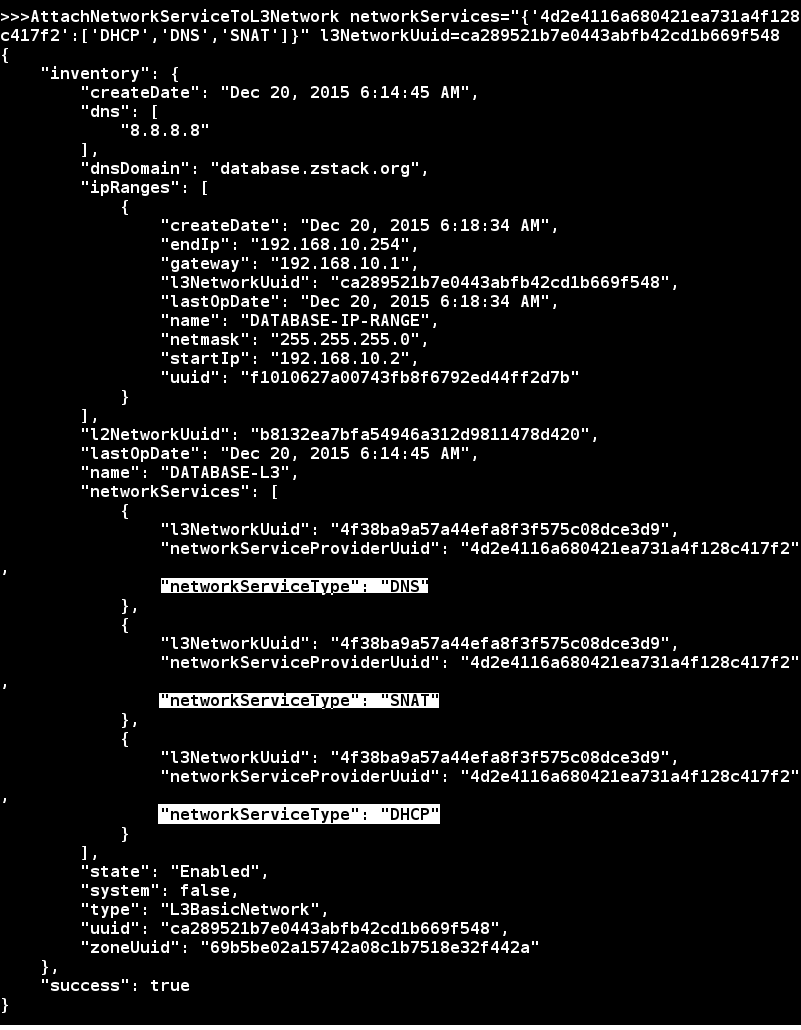 >>>AttachNetworkServiceToL3Network networkServices="{'4d2e4116a680421ea731a4f128
c417f2':['DHCP','DNS','SNAT']}" l3NetworkUuid=ca289521b7e0443abfb42cd1b669f548
{
    "inventory": {
        "createDate": "Dec 20, 2015 6:14:45 AM",
        "dns": [
            "8.8.8.8"
        ],
        "dnsDomain": "database.zstack.org",
        "ipRanges": [
            {
                "createDate": "Dec 20, 2015 6:18:34 AM",
                "endIp": "192.168.10.254",
                "gateway": "192.168.10.1",
                "l3NetworkUuid": "ca289521b7e0443abfb42cd1b669f548",
                "lastOpDate": "Dec 20, 2015 6:18:34 AM",
                "name": "DATABASE-IP-RANGE",
                "netmask": "255.255.255.0",
                "startIp": "192.168.10.2",
                "uuid": "f1010627a00743fb8f6792ed44ff2d7b"
            }
        ],
        "l2NetworkUuid": "b8132ea7bfa54946a312d9811478d420",
        "lastOpDate": "Dec 20, 2015 6:14:45 AM",
        "name": "DATABASE-L3",
        "networkServices": [
            {
                "l3NetworkUuid": "4f38ba9a57a44efa8f3f575c08dce3d9",
                "networkServiceProviderUuid": "4d2e4116a680421ea731a4f128c417f2"
,
                "networkServiceType": "DNS"
            },
            {
                "l3NetworkUuid": "4f38ba9a57a44efa8f3f575c08dce3d9",
                "networkServiceProviderUuid": "4d2e4116a680421ea731a4f128c417f2"
,
                "networkServiceType": "SNAT"
            },
            {
                "l3NetworkUuid": "4f38ba9a57a44efa8f3f575c08dce3d9",
                "networkServiceProviderUuid": "4d2e4116a680421ea731a4f128c417f2"
,
                "networkServiceType": "DHCP"
            }
        ],
        "state": "Enabled",
        "system": false,
        "type": "L3BasicNetwork",
        "uuid": "ca289521b7e0443abfb42cd1b669f548",
        "zoneUuid": "69b5be02a15742a08c1b7518e32f442a"
    },
    "success": true
}